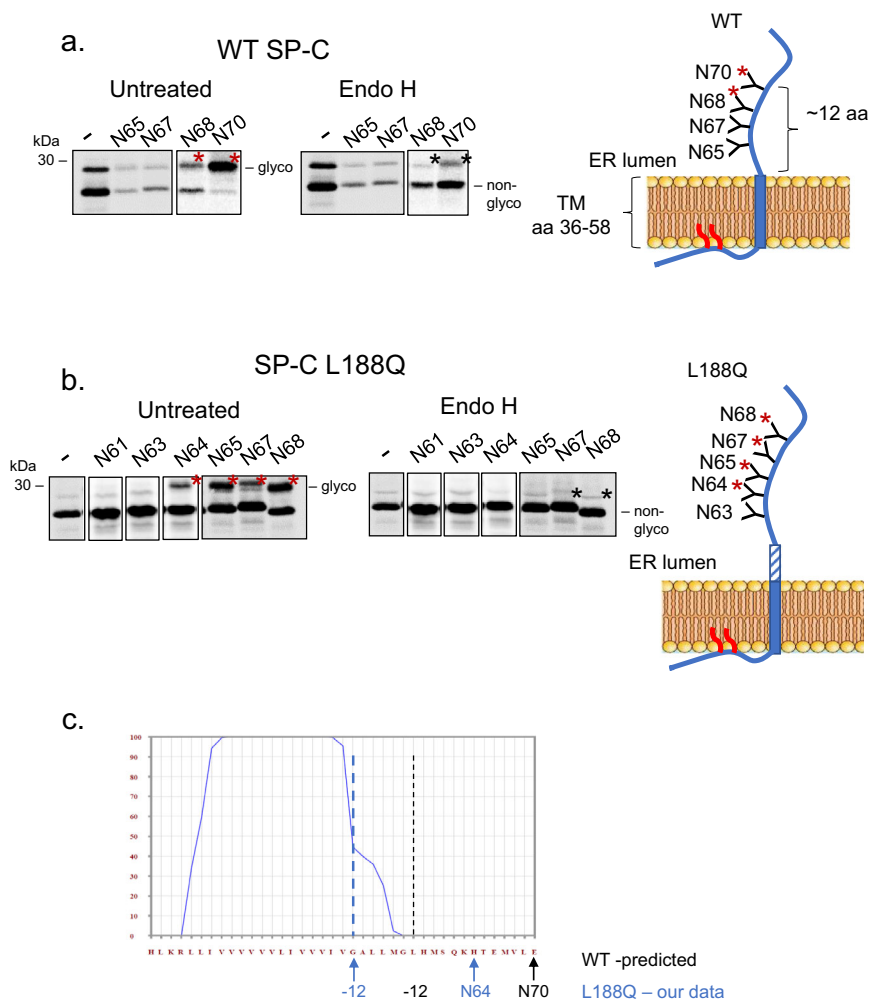 a.
WT SP-C
Untreated
Endo H
kDa
- N65 N67 N68 N70
- N65 N67 N68 N70
30
* *
* *
glyco
non-
glyco
WT
N70 *
N68 *
N67
N65
~12 aa
ER lumen
TM
aa 36-58
b.
SP-C L188Q
Untreated
Endo H
kDa
- N61 N63 N64 N65 N67 N68
- N61 N63 N64 N65 N67 N68
30
* * * *
* *
glyco
non-
glyco
L188Q
N68 *
N67 *
N65 *
N64 *
N63
ER lumen
c.
100
90
80
70
60
50
40
30
20
10
0
H L K R L L I V V V V V V L I V V V I V G A L L M G L H M S Q K H T E M V L E
WT -predicted
-12 -12 N64 N70
L188Q – our data